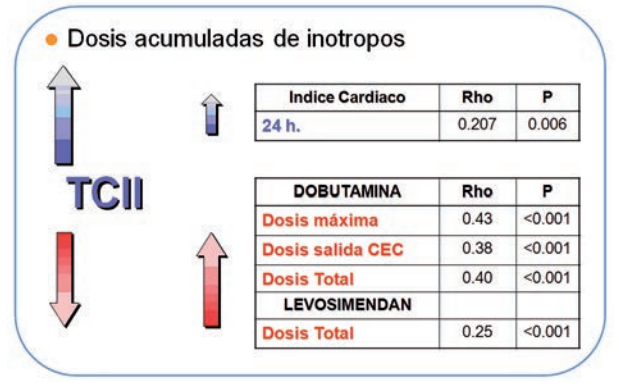 Dosis acumuladas de inotropos
Indice Cardiaco Rho P
24 h. 0.207 0.006
TCII
DOBUTAMINA Rho P
Dosis máxima 0.43 <0.001
Dosis salida CEC 0.38 <0.001
Dosis Total 0.40 <0.001
LEVOSIMENDAN
Dosis Total 0.25 <0.001